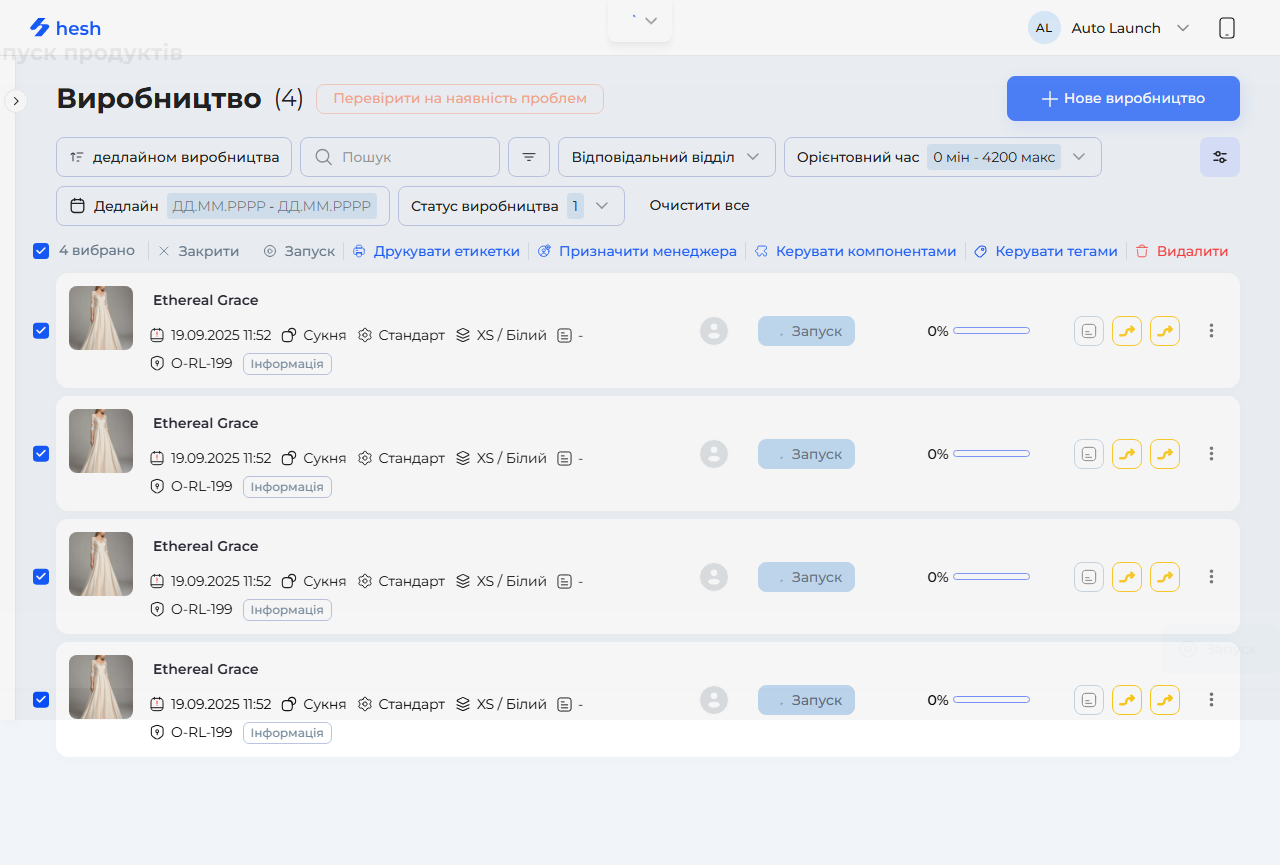 hesh
AL Auto Launch
пуск продуктів
Виробництво (4) Перевірити на наявність проблем Нове виробництво
дедлайном виробництва Пошук Відповідальний відділ Орієнтовний час 0 мін - 4200 макс
Дедлайн ДД.ММ.РРРР - ДД.ММ.РРРР Статус виробництва 1 Очистити все
4 вибрано Закрити Запуск Друкувати етикетки Призначити менеджера Керувати компонентами Керувати тегами Видалити
Ethereal Grace
19.09.2025 11:52 Сукня Стандарт XS / Білий - Запуск 0%
O-RL-199 Інформація
Ethereal Grace
19.09.2025 11:52 Сукня Стандарт XS / Білий - Запуск 0%
O-RL-199 Інформація
Ethereal Grace
19.09.2025 11:52 Сукня Стандарт XS / Білий - Запуск 0%
O-RL-199 Інформація
Запуск
Ethereal Grace
19.09.2025 11:52 Сукня Стандарт XS / Білий - Запуск 0%
O-RL-199 Інформація